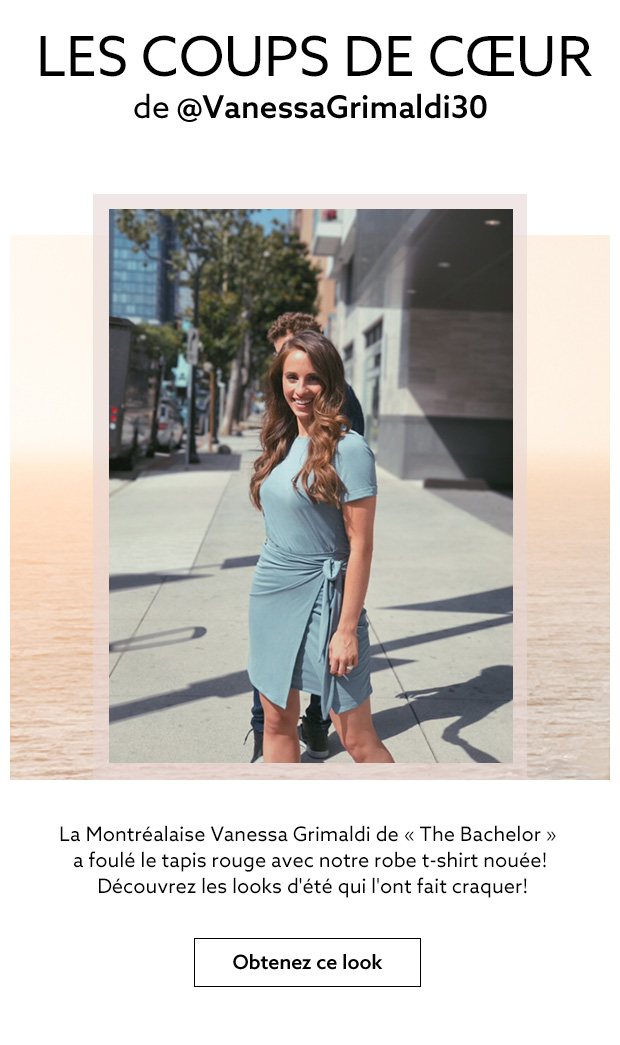 LES COUPS DE CŒUR
de @VanessaGrimaldi30
La Montréalaise Vanessa Grimaldi de « The Bachelor »
a foulé le tapis rouge avec notre robe t-shirt nouée!
Découvrez les looks d'été qui l'ont fait craquer!
Obtenez ce look